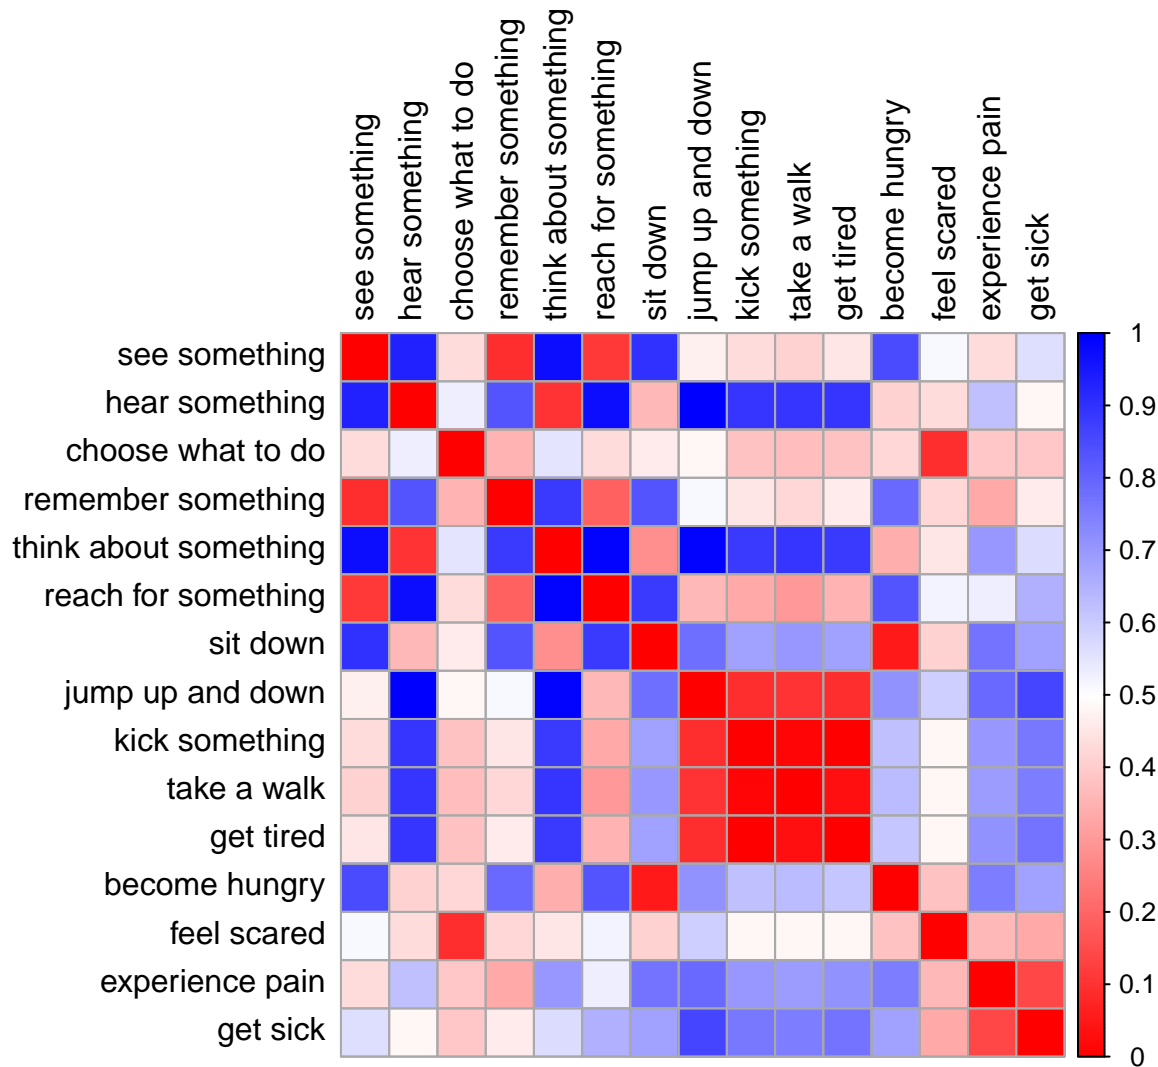 see something
hear something
choose what to do
remember something
think about something
reach for something
sit down
jump up and down
kick something
take a walk
get tired
become hungry
feel scared
experience pain
get sick
see something
hear something
choose what to do
remember something
think about something
reach for something
sit down
jump up and down
kick something
take a walk
get tired
become hungry
feel scared
experience pain
get sick
1
0.9
0.8
0.7
0.6
0.5
0.4
0.3
0.2
0.1
0